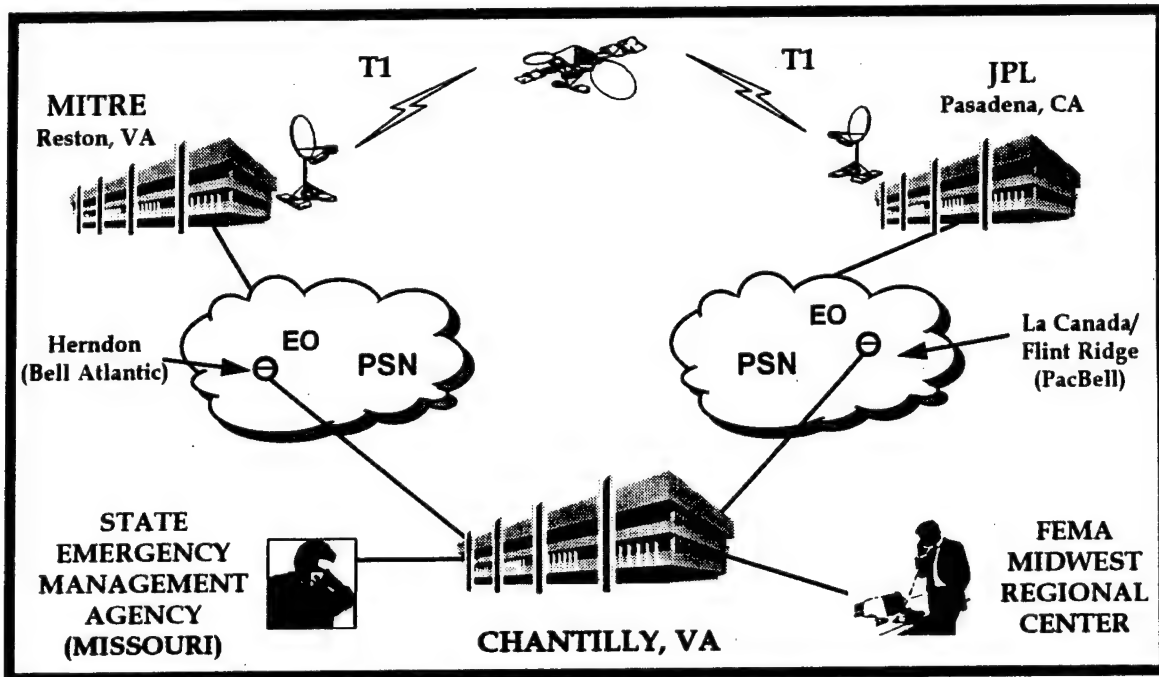 T1
T1
MITRE
Reston, VA
JPL
Pasadena, CA
EO
PSN
Herndon
(Bell Atlantic)
EO
PSN
La Canada/
Flint Ridge
(PacBell)
STATE
EMERGENCY
MANAGEMENT
AGENCY
(MISSOURI)
CHANTILLY, VA
FEMA
MIDWEST
REGIONAL
CENTER